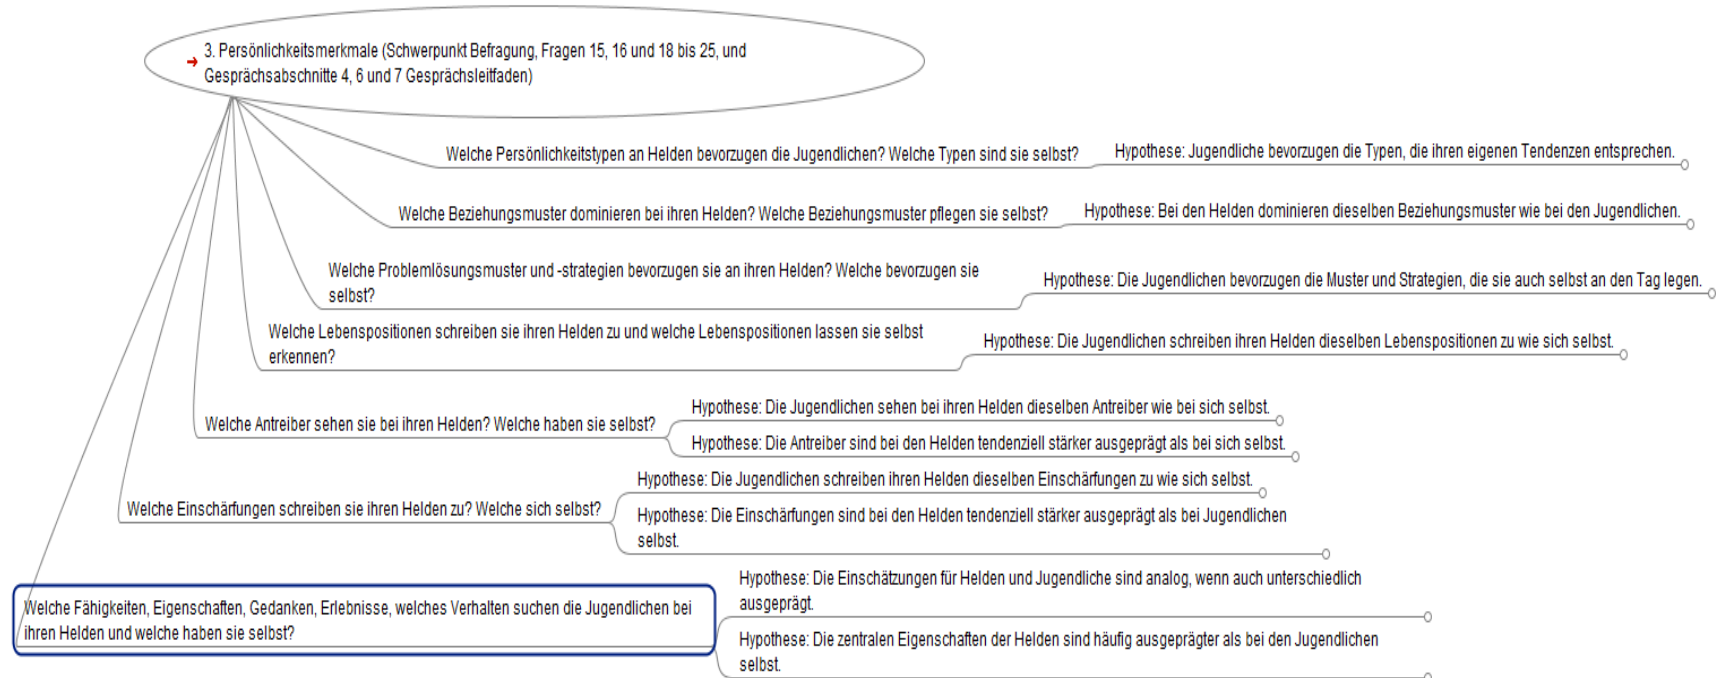 3. Persönlichkeitsmerkmale (Schwerpunkt Befragung, Fragen 15, 16 und 18 bis 25, und
Gesprächsabschnitte 4, 6 und 7 Gesprächsleitfaden)
Welche Persönlichkeitstypen an Helden bevorzugen die Jugendlichen? Welche Typen sind sie selbst?
Hypothese: Jugendliche bevorzugen die Typen, die ihren eigenen Tendenzen entsprechen.
Welche Beziehungsmuster dominieren bei ihren Helden? Welche Beziehungsmuster pflegen sie selbst?
Hypothese: Bei den Helden dominieren dieselben Beziehungsmuster wie bei den Jugendlichen.
Welche Problemlösungsmuster und -strategien bevorzugen sie an ihren Helden? Welche bevorzugen sie
selbst?
Hypothese: Die Jugendlichen bevorzugen die Muster und Strategien, die sie auch selbst an den Tag legen.
Welche Lebenspositionen schreiben sie ihren Helden zu und welche Lebenspositionen lassen sie selbst
erkennen?
Hypothese: Die Jugendlichen schreiben ihren Helden dieselben Lebenspositionen zu wie sich selbst.
Welche Antreiber sehen sie bei ihren Helden? Welche haben sie selbst?
Hypothese: Die Jugendlichen sehen bei ihren Helden dieselben Antreiber wie bei sich selbst.
Hypothese: Die Antreiber sind bei den Helden tendenziell stärker ausgeprägt als bei sich selbst.
Welche Einschärfungen schreiben sie ihren Helden zu? Welche sich selbst?
Hypothese: Die Jugendlichen schreiben ihren Helden dieselben Einschärfungen zu wie sich selbst.
Hypothese: Die Einschärfungen sind bei den Helden tendenziell stärker ausgeprägt als bei Jugendlichen
selbst.
Welche Fähigkeiten, Eigenschaften, Gedanken, Erlebnisse, welches Verhalten suchen die Jugendlichen bei
ihren Helden und welche haben sie selbst?
Hypothese: Die Einschätzungen für Helden und Jugendliche sind analog, wenn auch unterschiedlich
ausgeprägt.
Hypothese: Die zentralen Eigenschaften der Helden sind häufig ausgeprägter als bei den Jugendlichen
selbst.